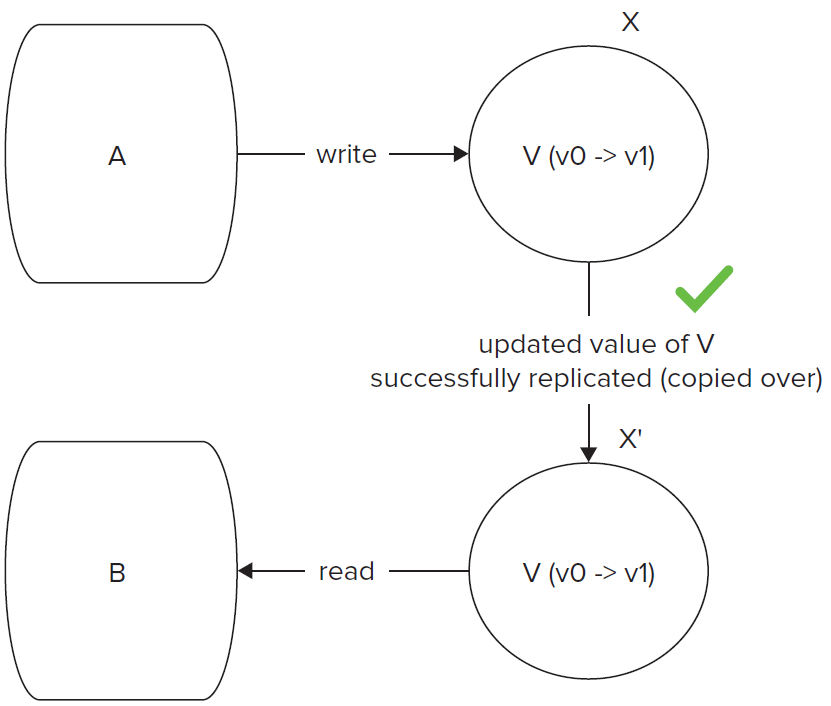 X
A
write
V (v0 -> v1)
updated value of V
successfully replicated (copied over)
X'
B
read
V (v0 -> v1)